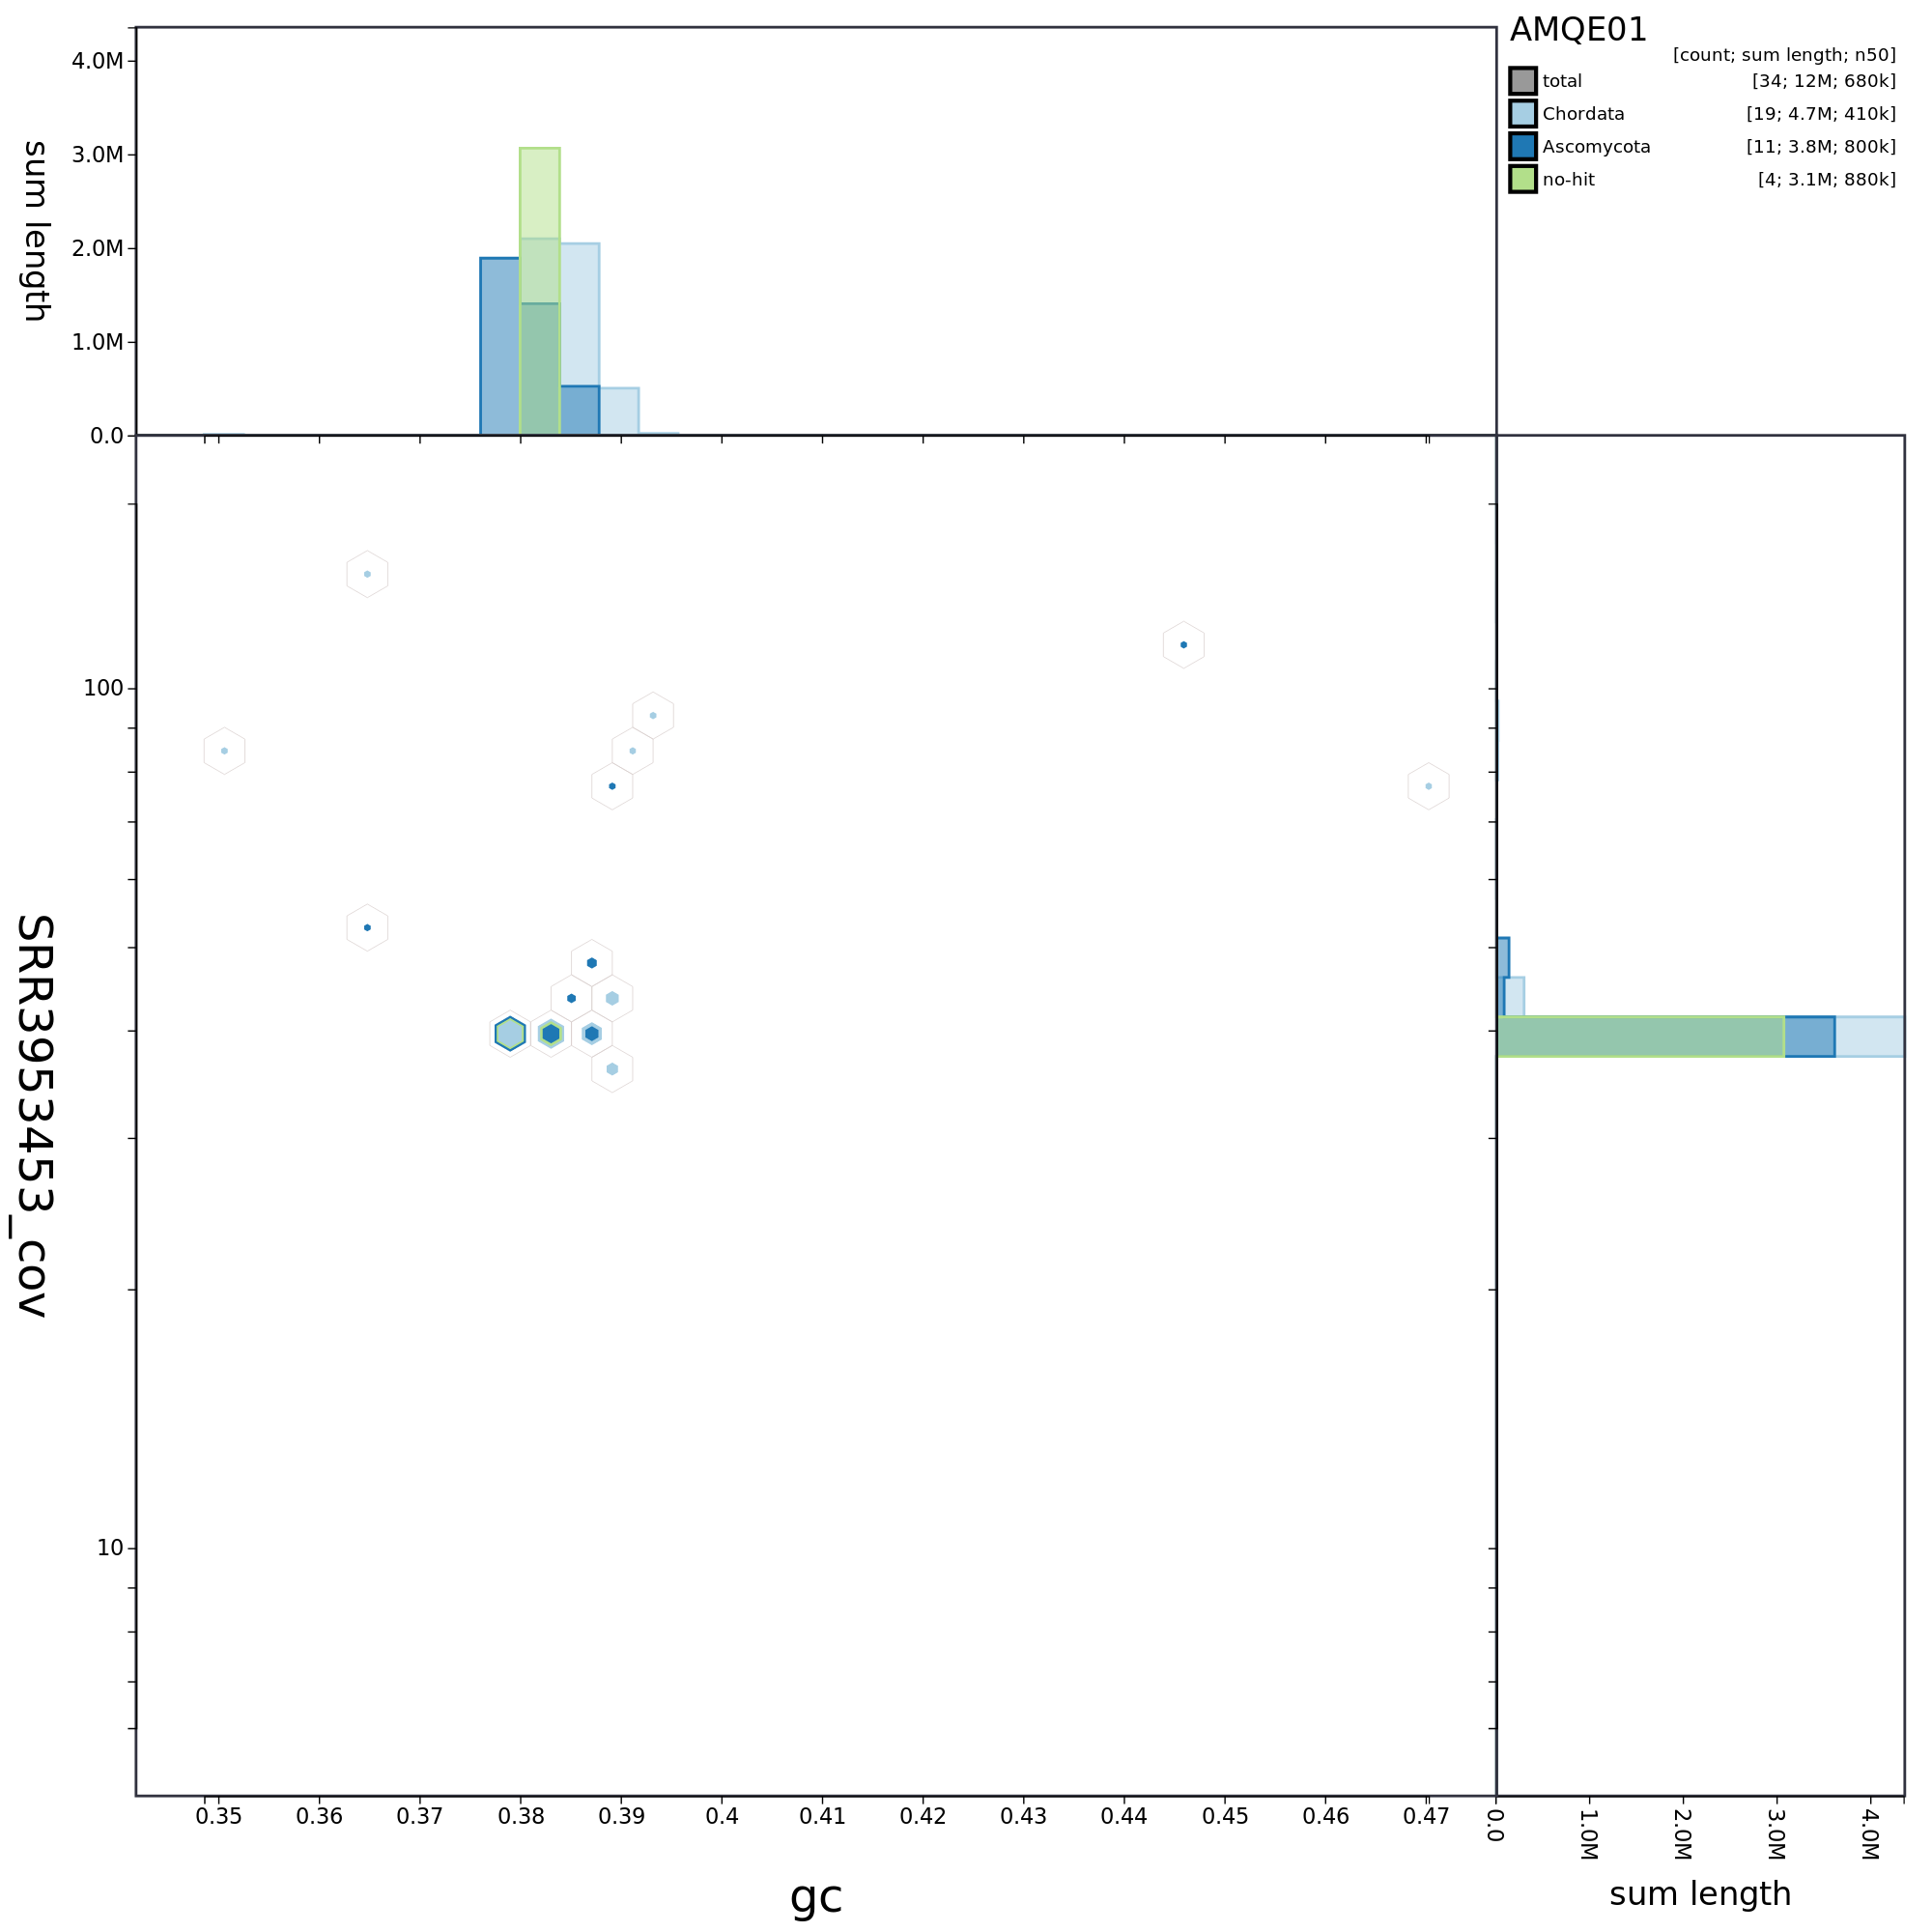 AMQE01
[count; sum length; n50]
total [34; 12M; 680k]
Chordata [19; 4.7M; 410k]
Ascomycota [11; 3.8M; 800k]
no-hit [4; 3.1M; 880k]
sum length
4.0M
3.0M
2.0M
1.0M
0.0
SRR3953453_cov
100
10
0.35 0.36 0.37 0.38 0.39 0.4 0.41 0.42 0.43 0.44 0.45 0.46 0.47
gc
0.0 1.0M 2.0M 3.0M 4.0M
sum length